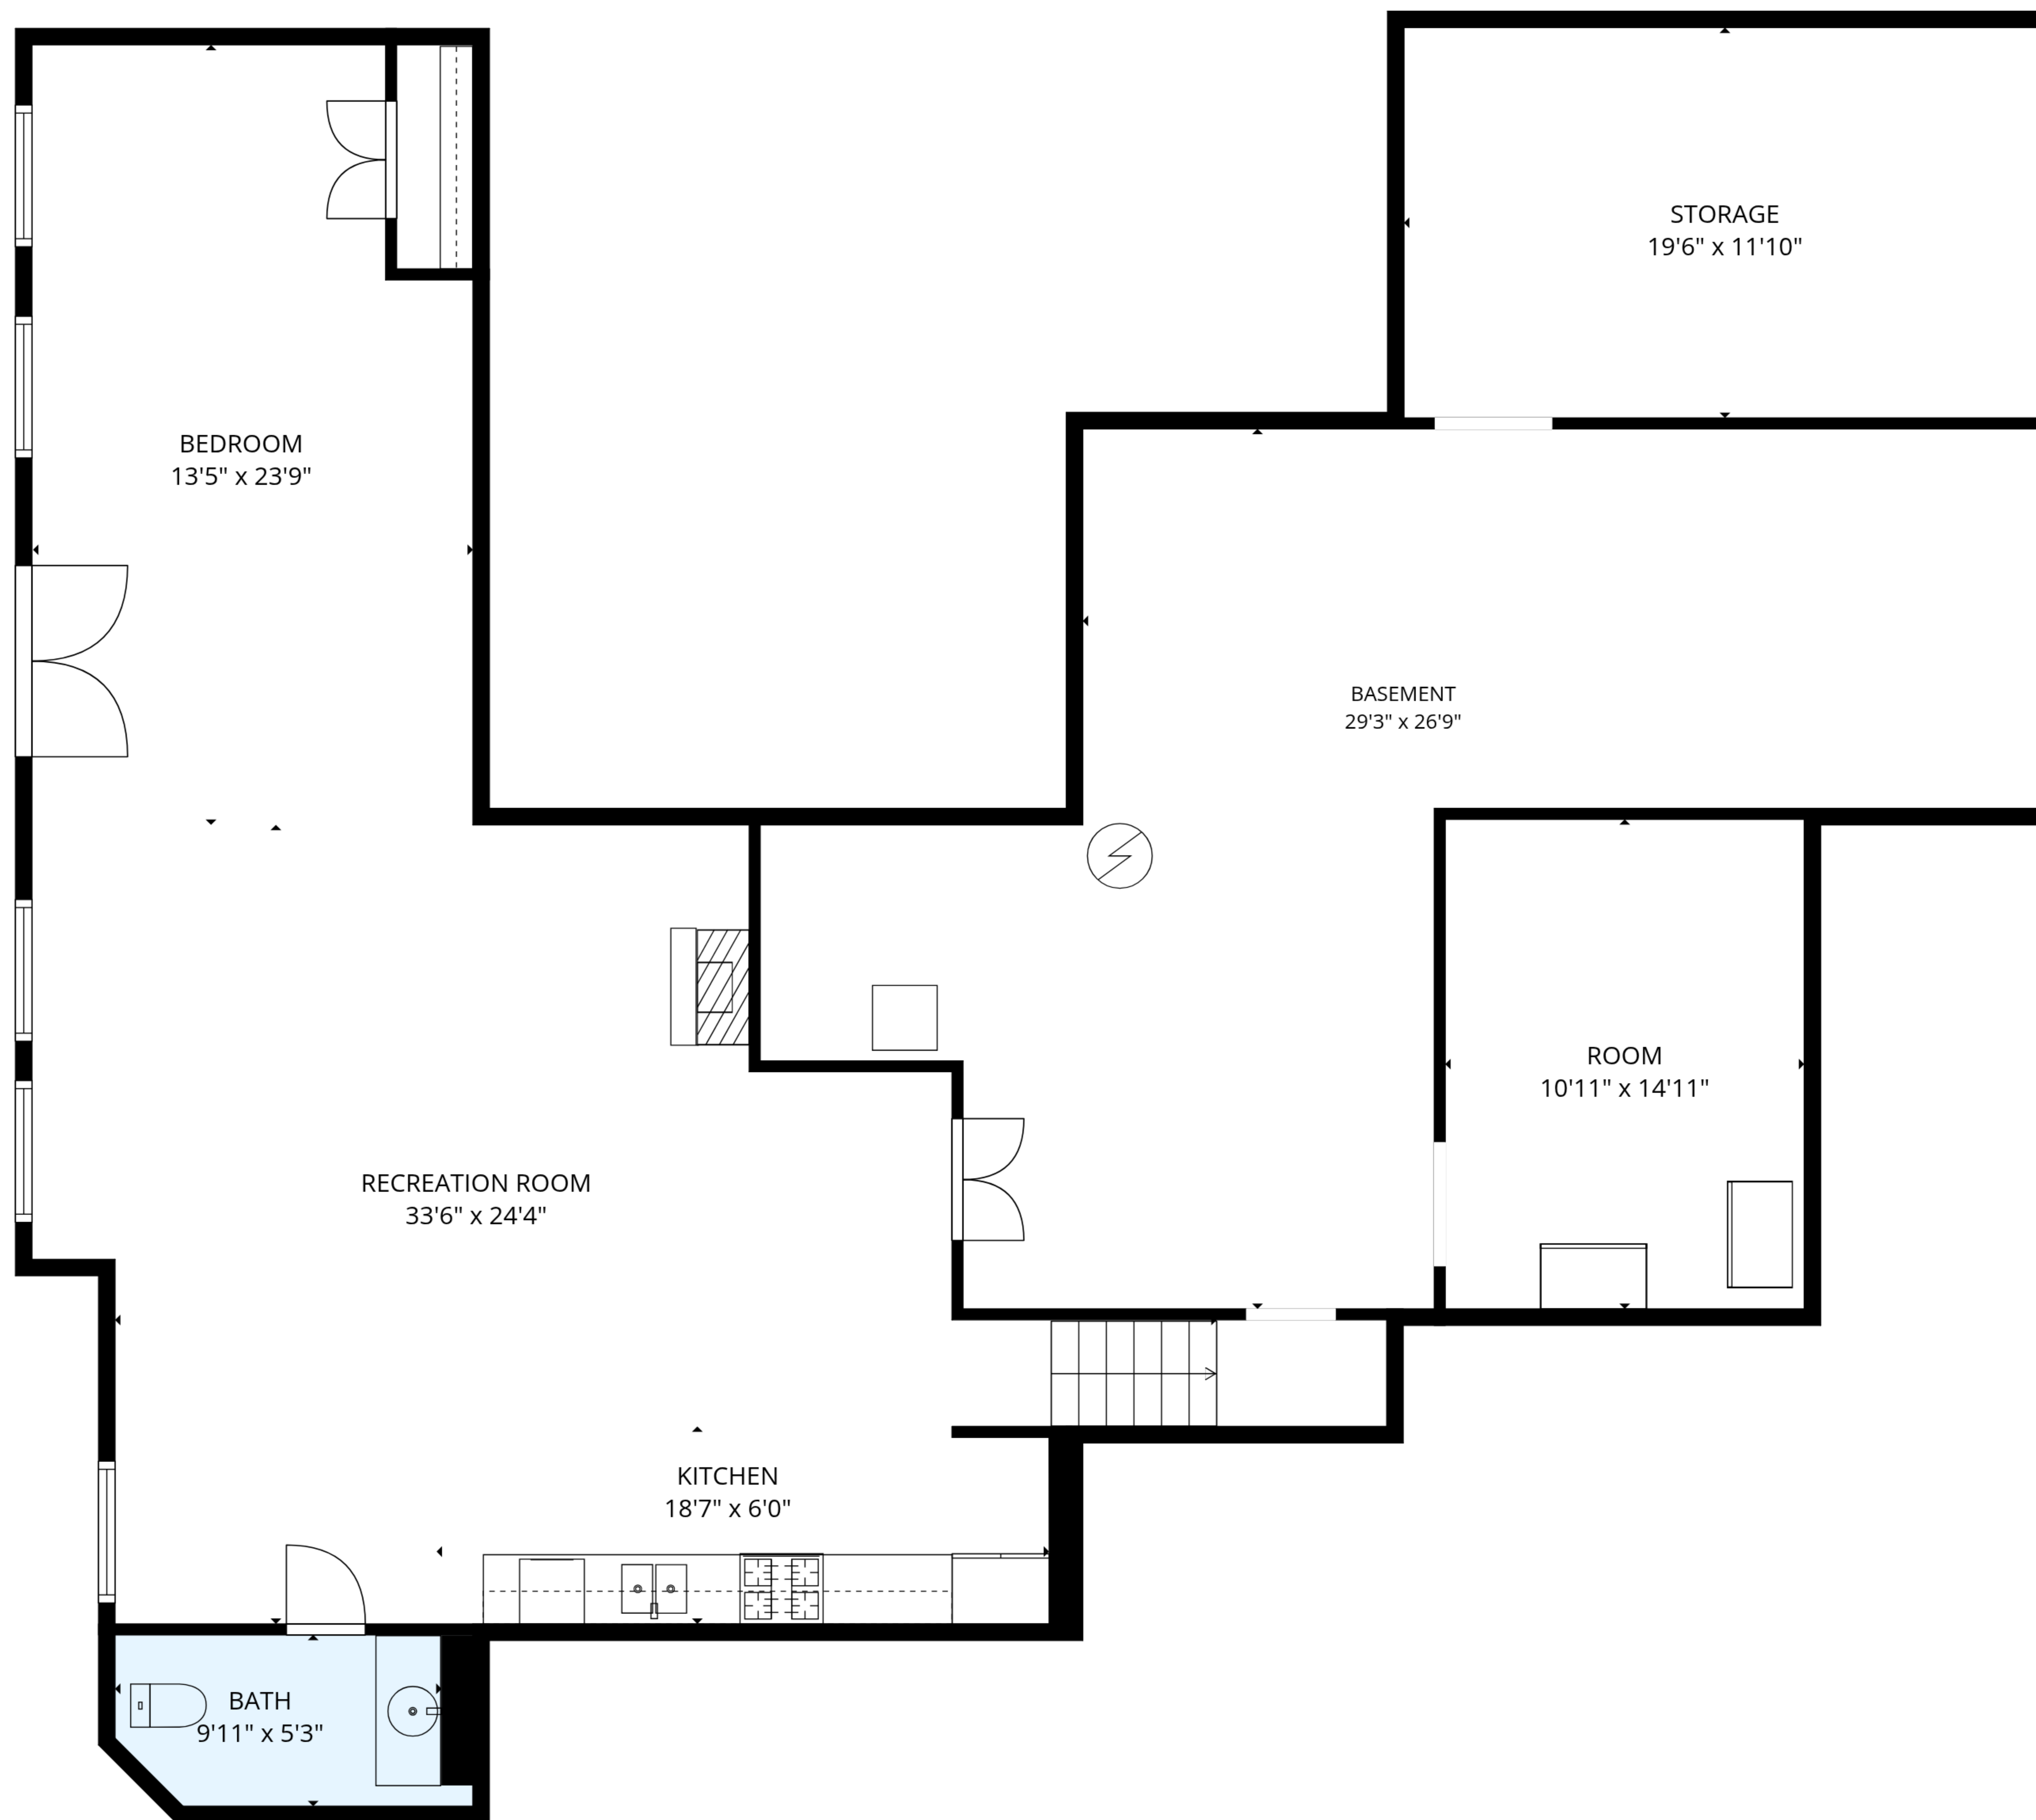 STORAGE
19'6" x 11'10"
BEDROOM
13'5" x 23'9"
BASEMENT
29'3" x 26'9"
ROOM
10'11" x 14'11"
RECREATION ROOM
33'6" x 24'4"
KITCHEN
18'7" x 6'0"
BATH
9'11" x 5'3"